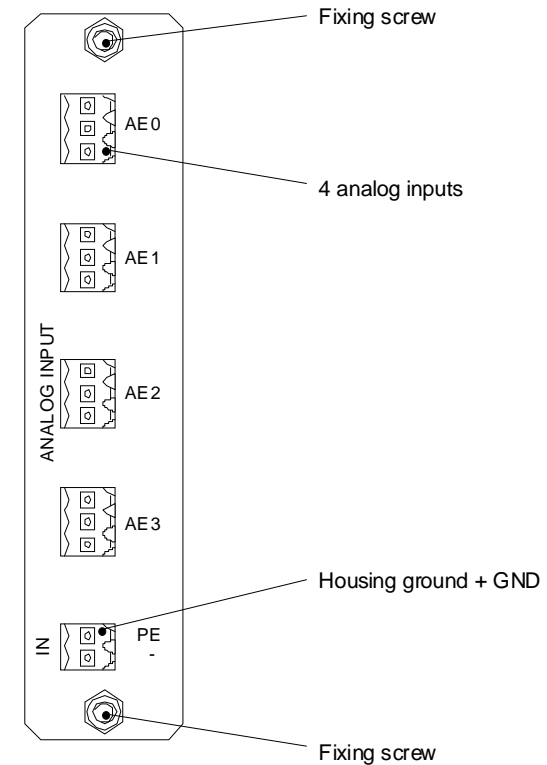 Fixing screw
AE0
4 analog inputs
AE1
ANALOG INPUT
AE2
AE3
Housing ground + GND
IN
PE
-
Fixing screw